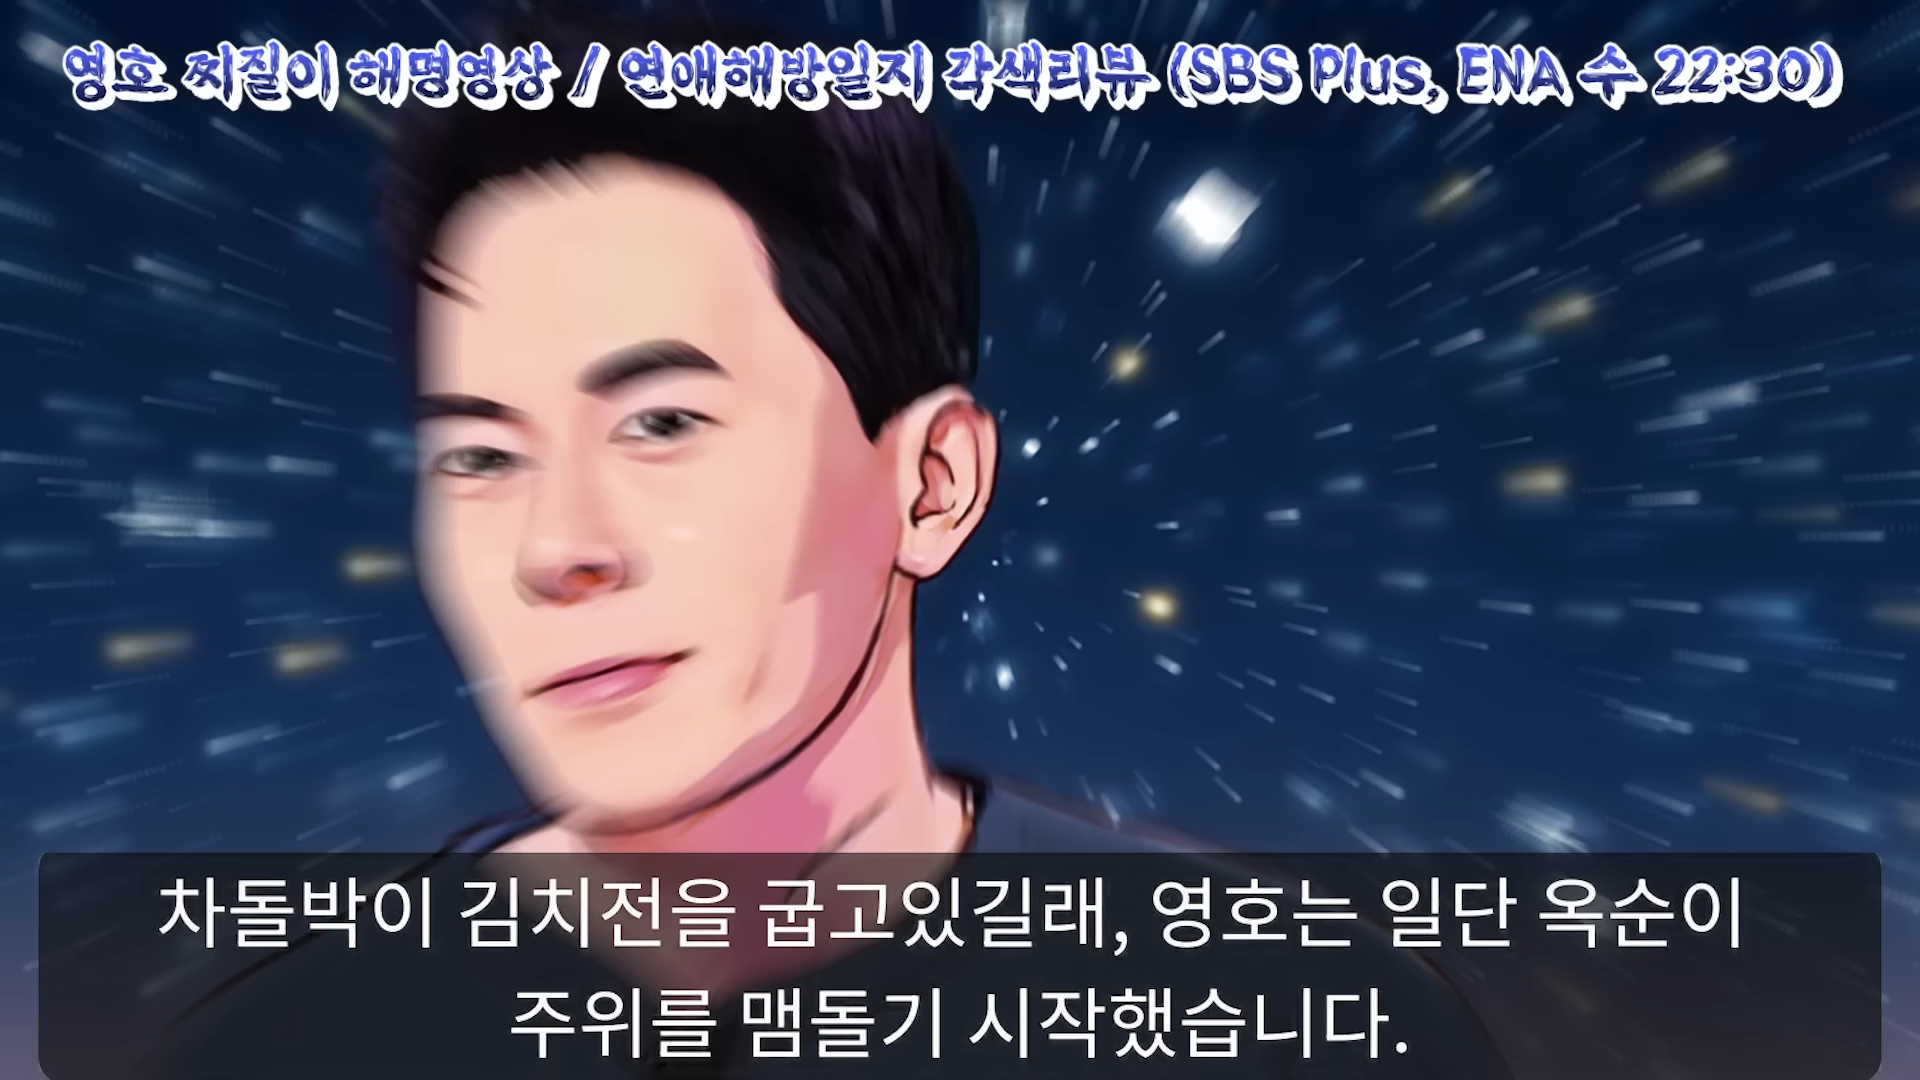 영호 찌질이 해명영상 / 연애해방일지 각색리뷰 (SBS Plus, ENA 수 22:30)
차돌박이 김치전을 굽고있길래, 영호는 일단 옥순이
주위를 맴돌기 시작했습니다.